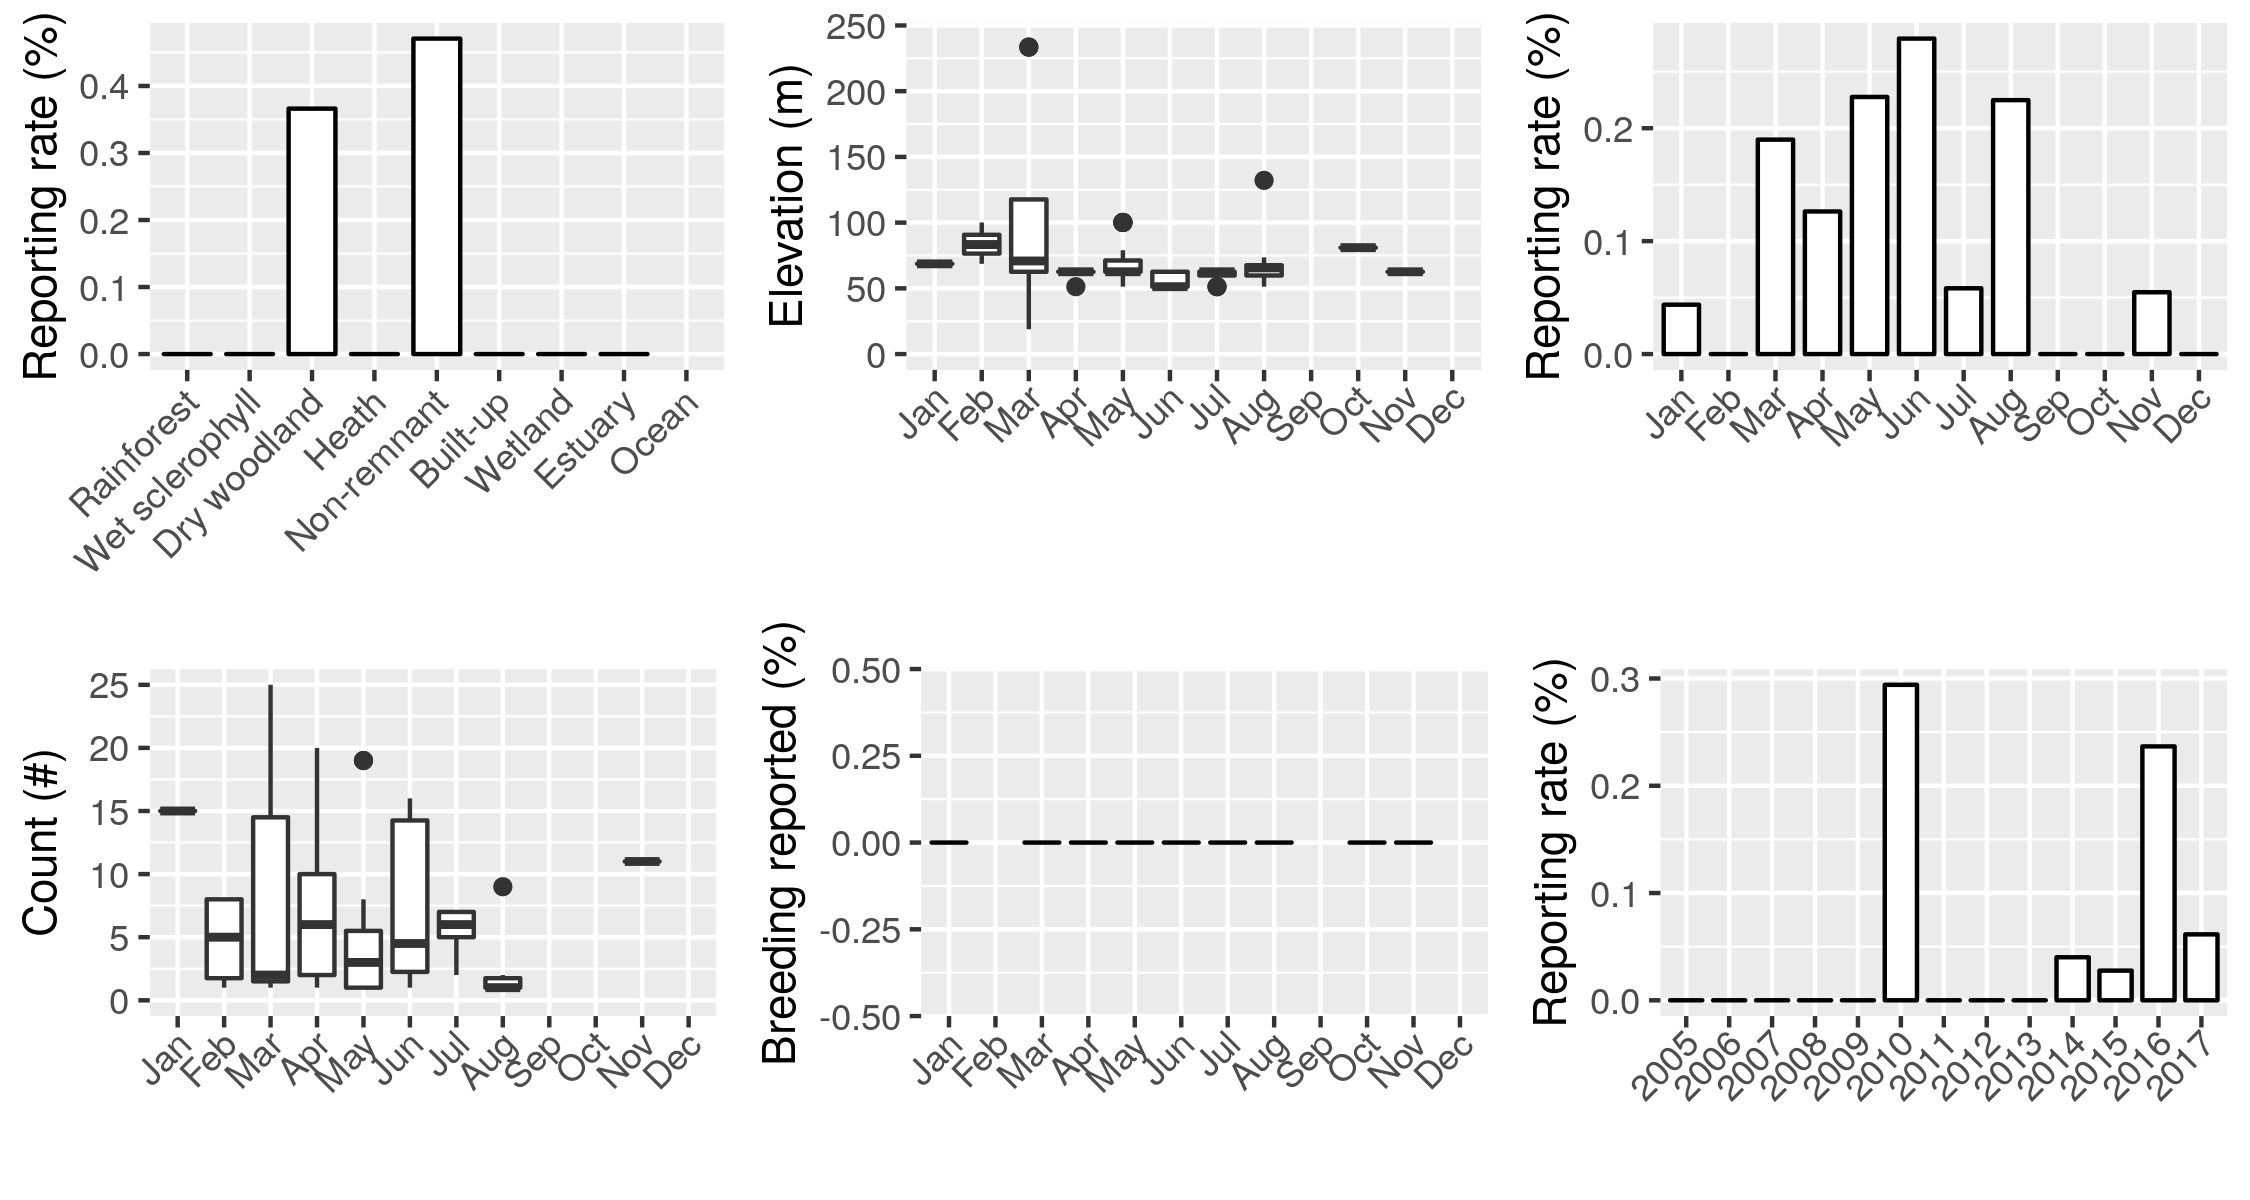 Reporting rate (%)
0.4
0.3
0.2
0.1
0.0
Rainforest
Wet sclerophyll
Dry woodland
Heath
Non-remnant
Built-up
Wetland
Estuary
Ocean
Elevation (m)
250
200
150
100
50
0
Jan
Feb
Mar
Apr
May
Jun
Jul
Aug
Sep
Oct
Nov
Dec
Reporting rate (%)
0.2
0.1
0.0
Jan
Feb
Mar
Apr
May
Jun
Jul
Aug
Sep
Oct
Nov
Dec
Count (#)
25
20
15
10
5
0
Jan
Feb
Mar
Apr
May
Jun
Jul
Aug
Sep
Oct
Nov
Dec
Breeding reported (%)
0.50
0.25
0.00
-0.25
-0.50
Jan
Feb
Mar
Apr
May
Jun
Jul
Aug
Sep
Oct
Nov
Dec
Reporting rate (%)
0.3
0.2
0.1
0.0
2005
2006
2007
2008
2009
2010
2011
2012
2013
2014
2015
2016
2017